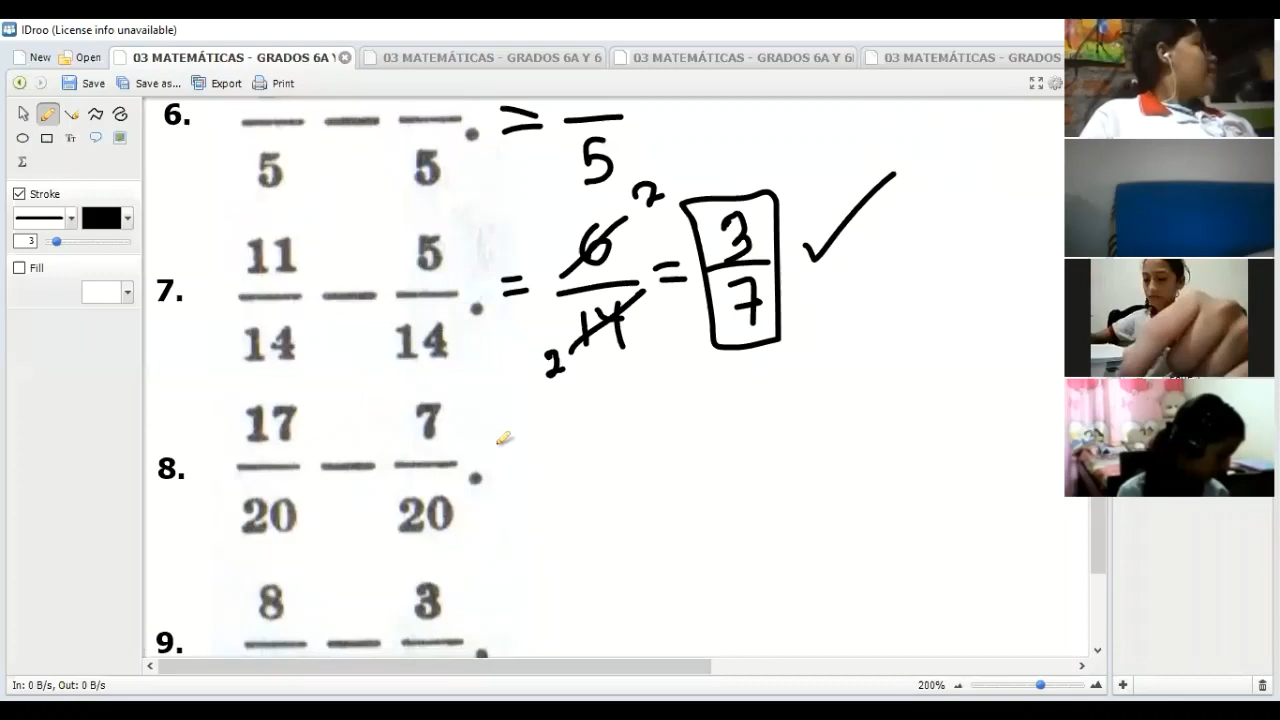 IDroo (License info unavailable)
New Open 03 MATEMÁTICAS - GRADOS 6A Y 03 MATEMÁTICAS - GRADOS 6A Y 6 03 MATEMÁTICAS - GRADOS 6A Y 6 03 MATEMÁTICAS - GRADOS
Save Save as... Export Print
Tr
Σ
Stroke
3
Fill
6. — — —. = —
5 5 5
11 5 6 2 3
7. — — —. = — = — ✓
14 14 2 14 7
17 7
8. — — —.
20 20
8 3
9. — — —.
In: 0 B/s, Out: 0 B/s 200%